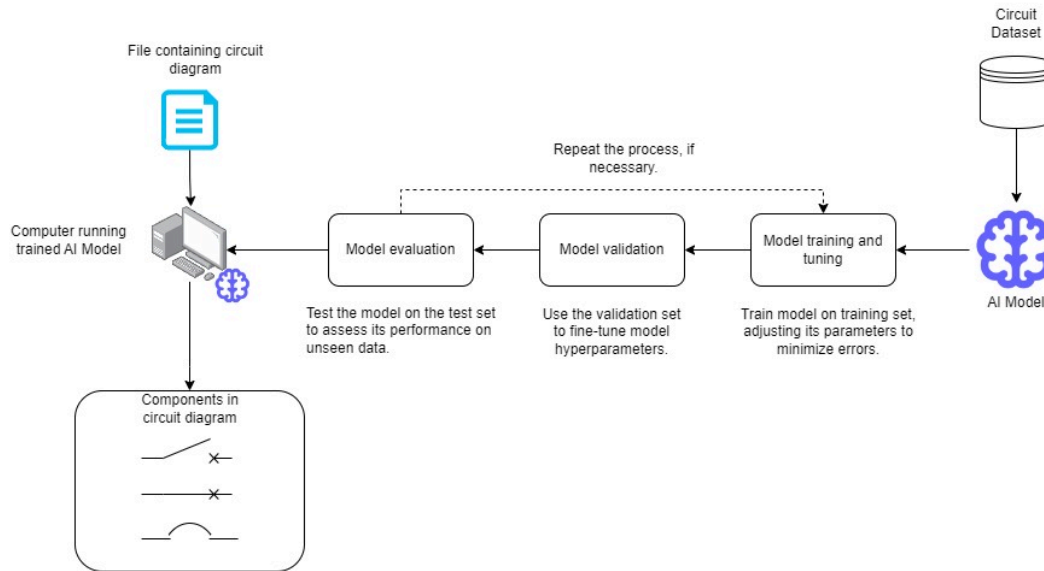 Circuit
Dataset
File containing circuit
diagram
Repeat the process, if
necessary.
Computer running
trained AI Model
Model evaluation
Model validation
Model training and
tuning
AI Model
Test the model on the test set
to assess its performance on
unseen data.
Use the validation set
to fine-tune model
hyperparameters.
Train model on training set,
adjusting its parameters to
minimize errors.
Components in
circuit diagram